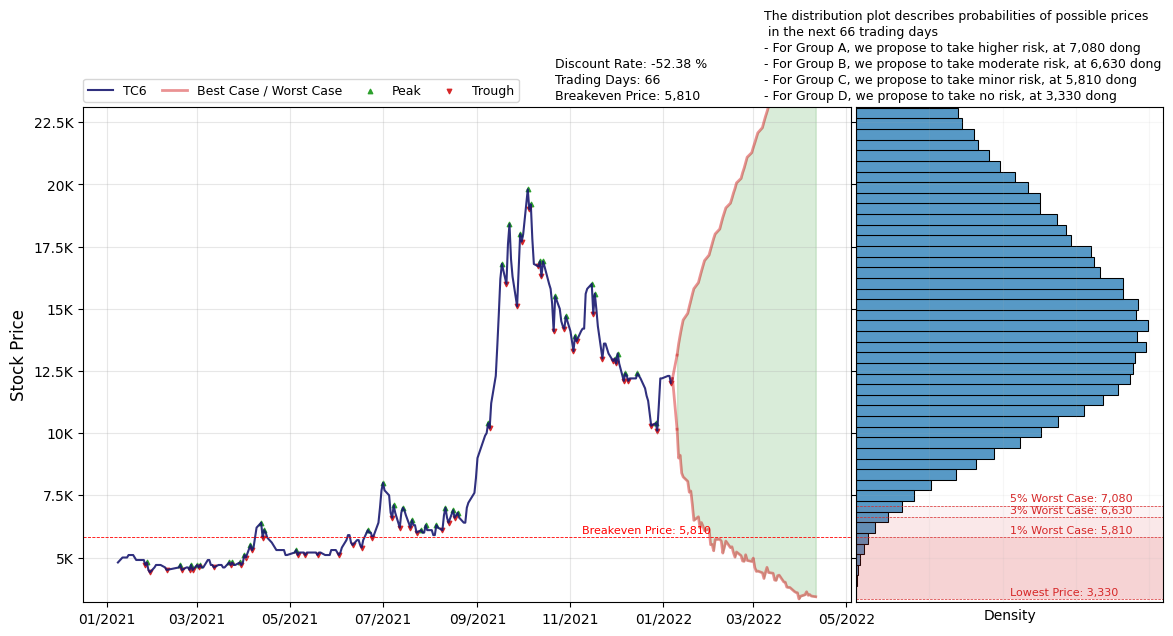 The distribution plot describes probabilities of possible prices
in the next 66 trading days
- For Group A, we propose to take higher risk, at 7,080 dong
- For Group B, we propose to take moderate risk, at 6,630 dong
- For Group C, we propose to take minor risk, at 5,810 dong
- For Group D, we propose to take no risk, at 3,330 dong
Discount Rate: -52.38 %
Trading Days: 66
Breakeven Price: 5,810
TC6 Best Case / Worst Case Peak Trough
Stock Price
22.5K
20K
17.5K
15K
12.5K
10K
7.5K
5K
Breakeven Price: 5,810
5% Worst Case: 7,080
3% Worst Case: 6,630
1% Worst Case: 5,810
Lowest Price: 3,330
01/2021 03/2021 05/2021 07/2021 09/2021 11/2021 01/2022 03/2022 05/2022
Density